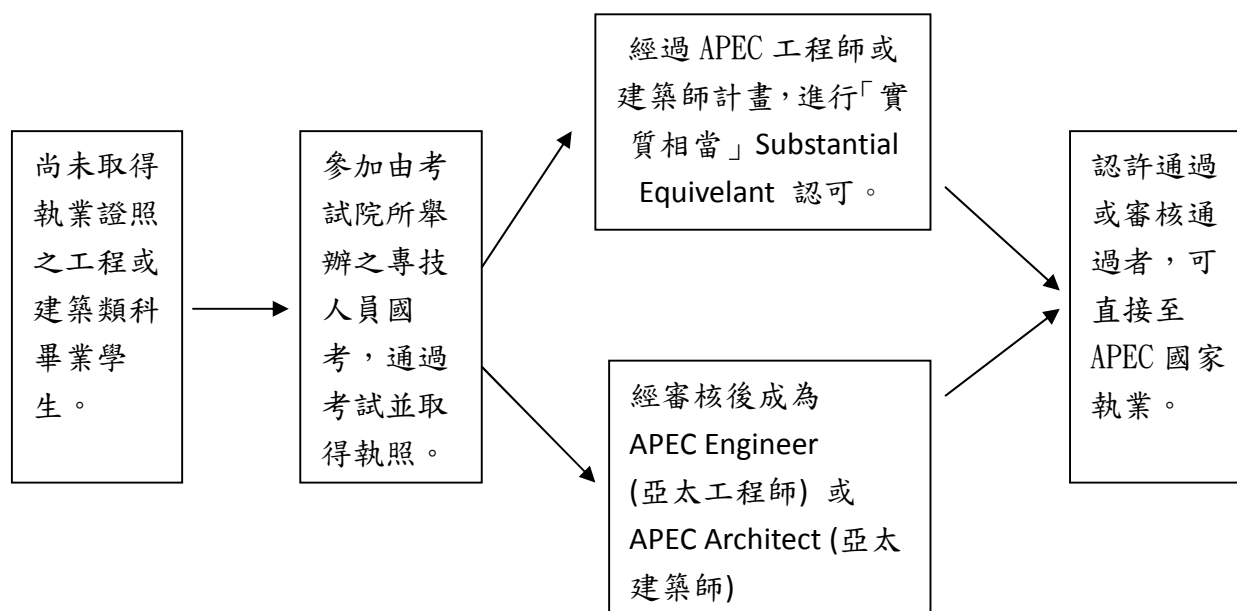 尚未取得
執業證照
之工程或
建築類科
畢業學
生。
參加由考
試院所舉
辦之專技
人員國
考，通過
考試並取
得執照。
經過 APEC 工程師或
建築師計畫，進行「實
質相當」Substantial
Equivelant 認可。
經審核後成為
APEC Engineer
(亞太工程師) 或
APEC Architect (亞太
建築師)
認許通過
或審核通
過者，可
直接至
APEC 國家
執業。